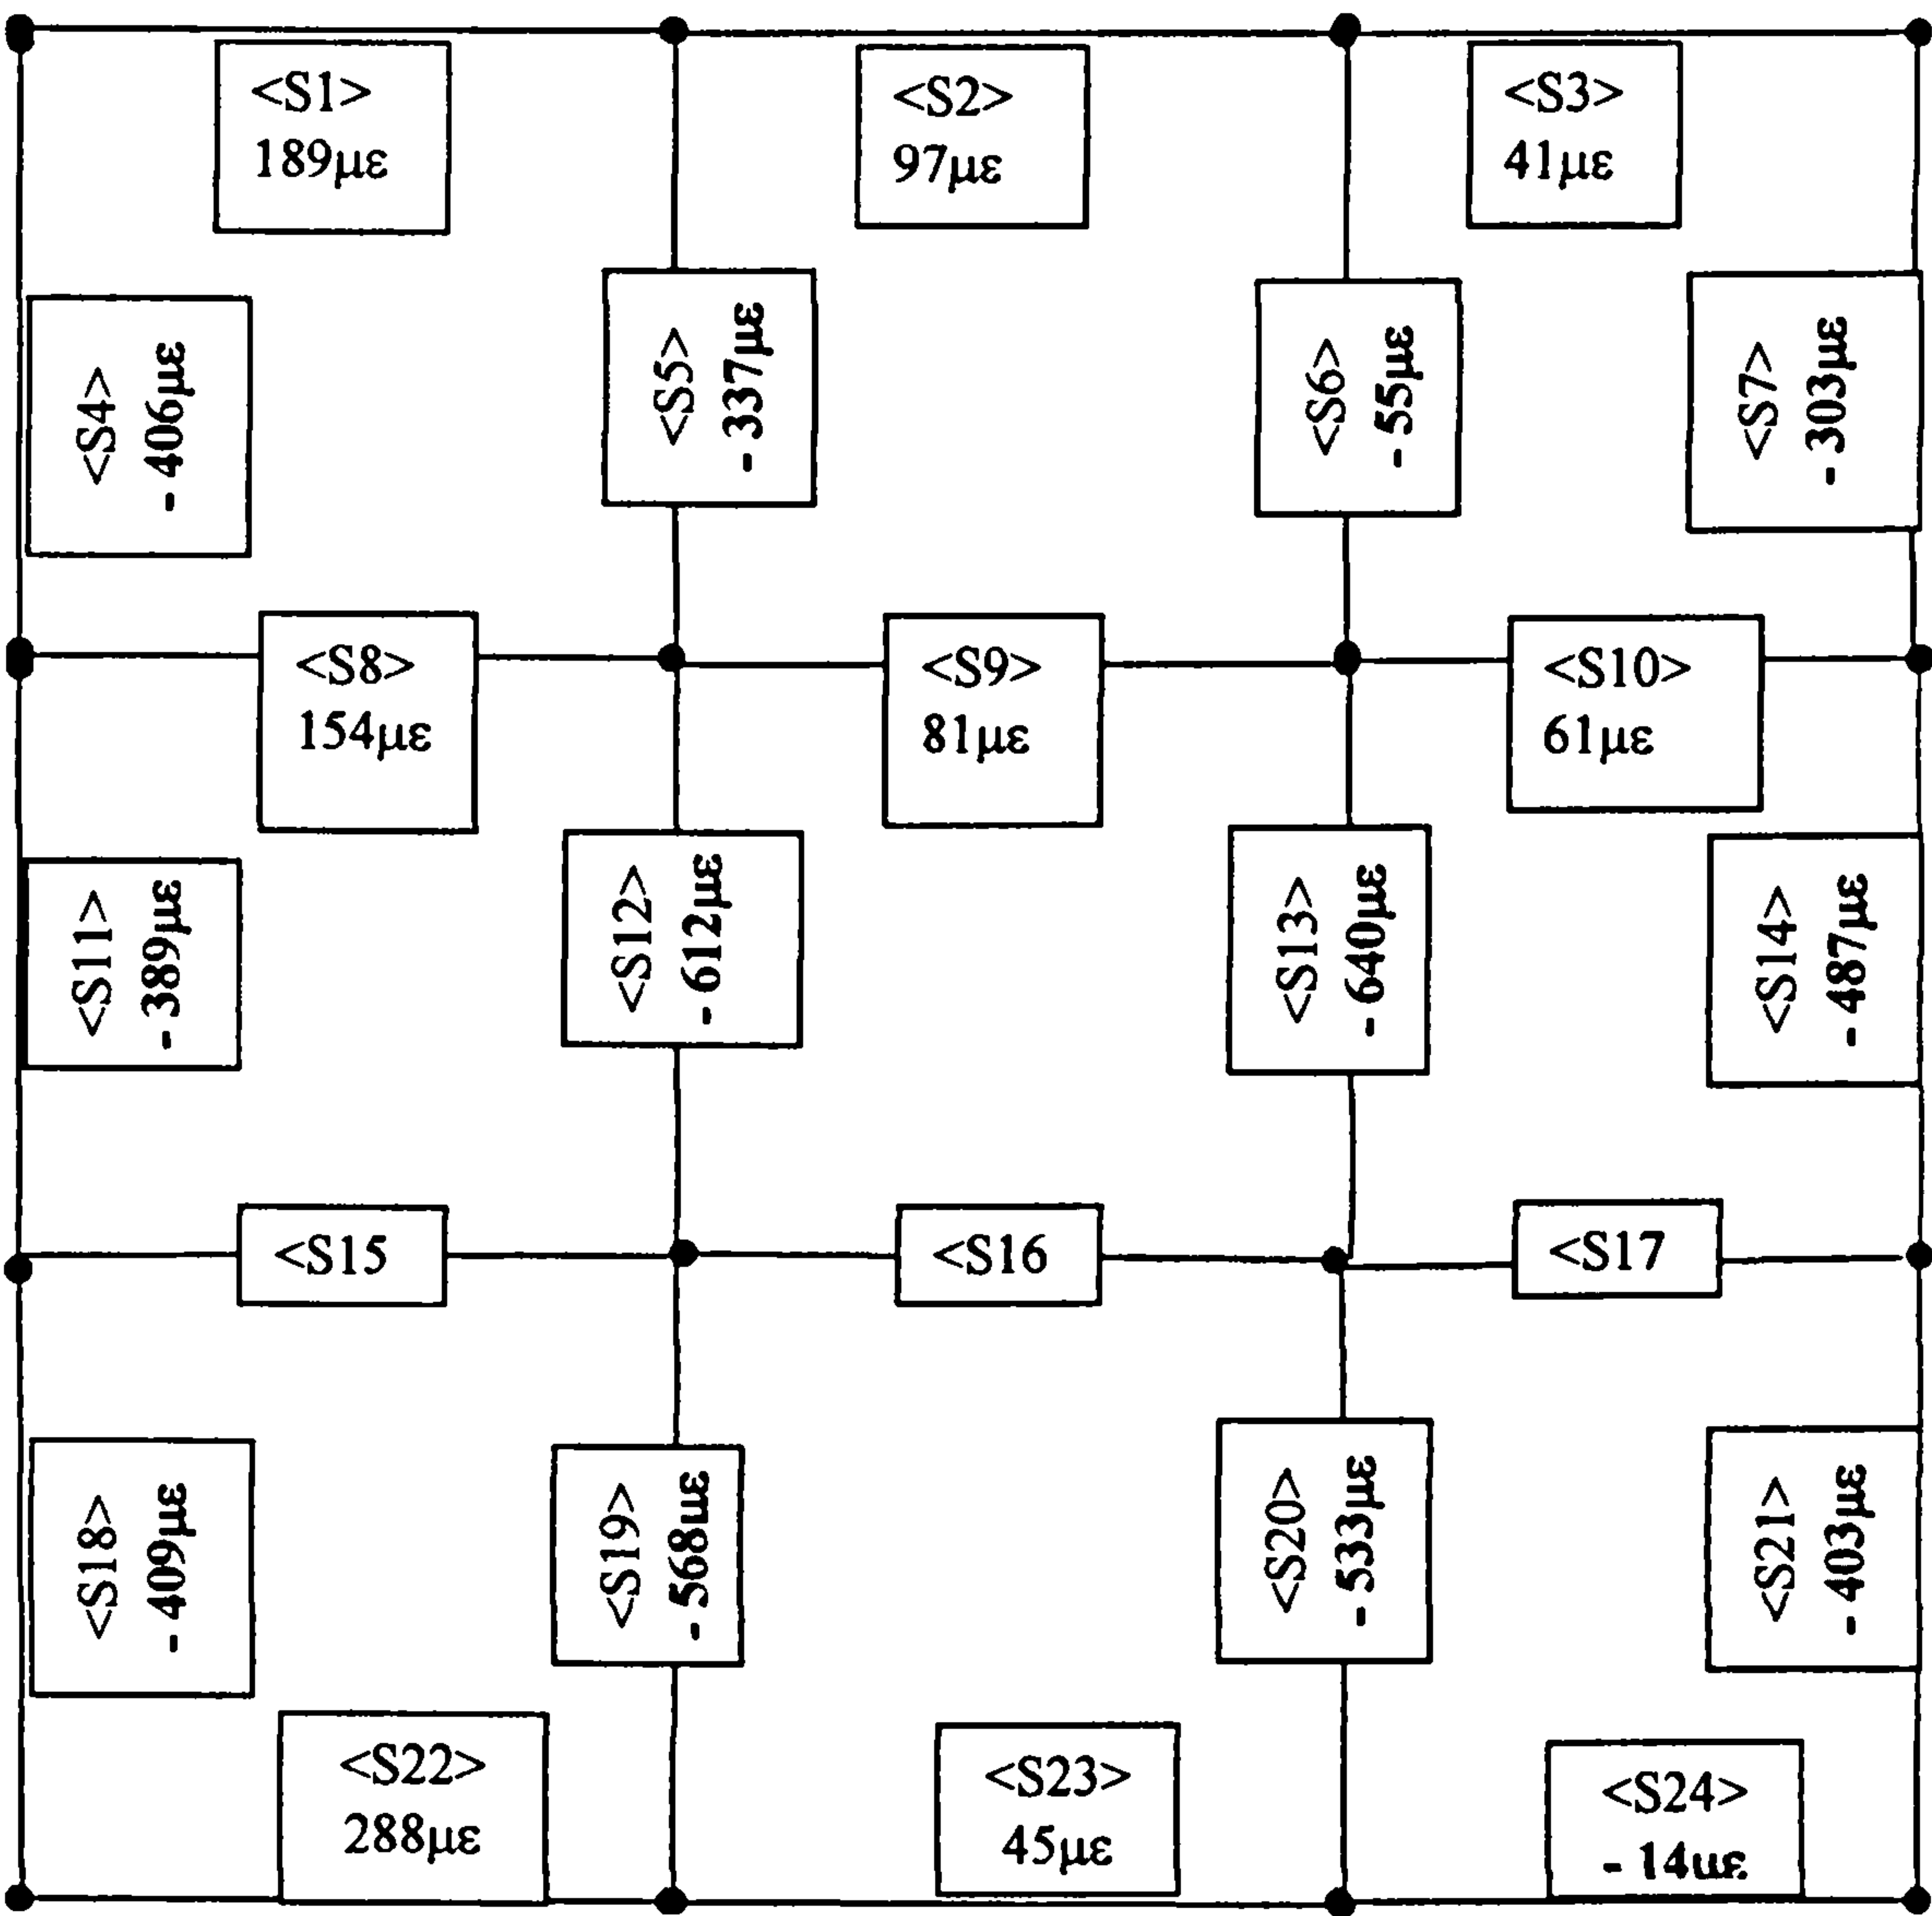 <S1>
189µε
<S2>
97µε
<S3>
41µε
<S4>
- 406µε
<S5>
- 337µε
<S6>
- 55µε
<S7>
- 303µε
<S8>
154µε
<S9>
81µε
<S10>
61µε
<S11>
- 389µε
<S12>
- 612µε
<S13>
- 640µε
<S14>
- 487µε
<S15
<S16
<S17
<S18>
- 409µε
<S19>
- 568µε
<S20>
- 533µε
<S21>
- 403µε
<S22>
288µε
<S23>
45µε
<S24>
- 14µε